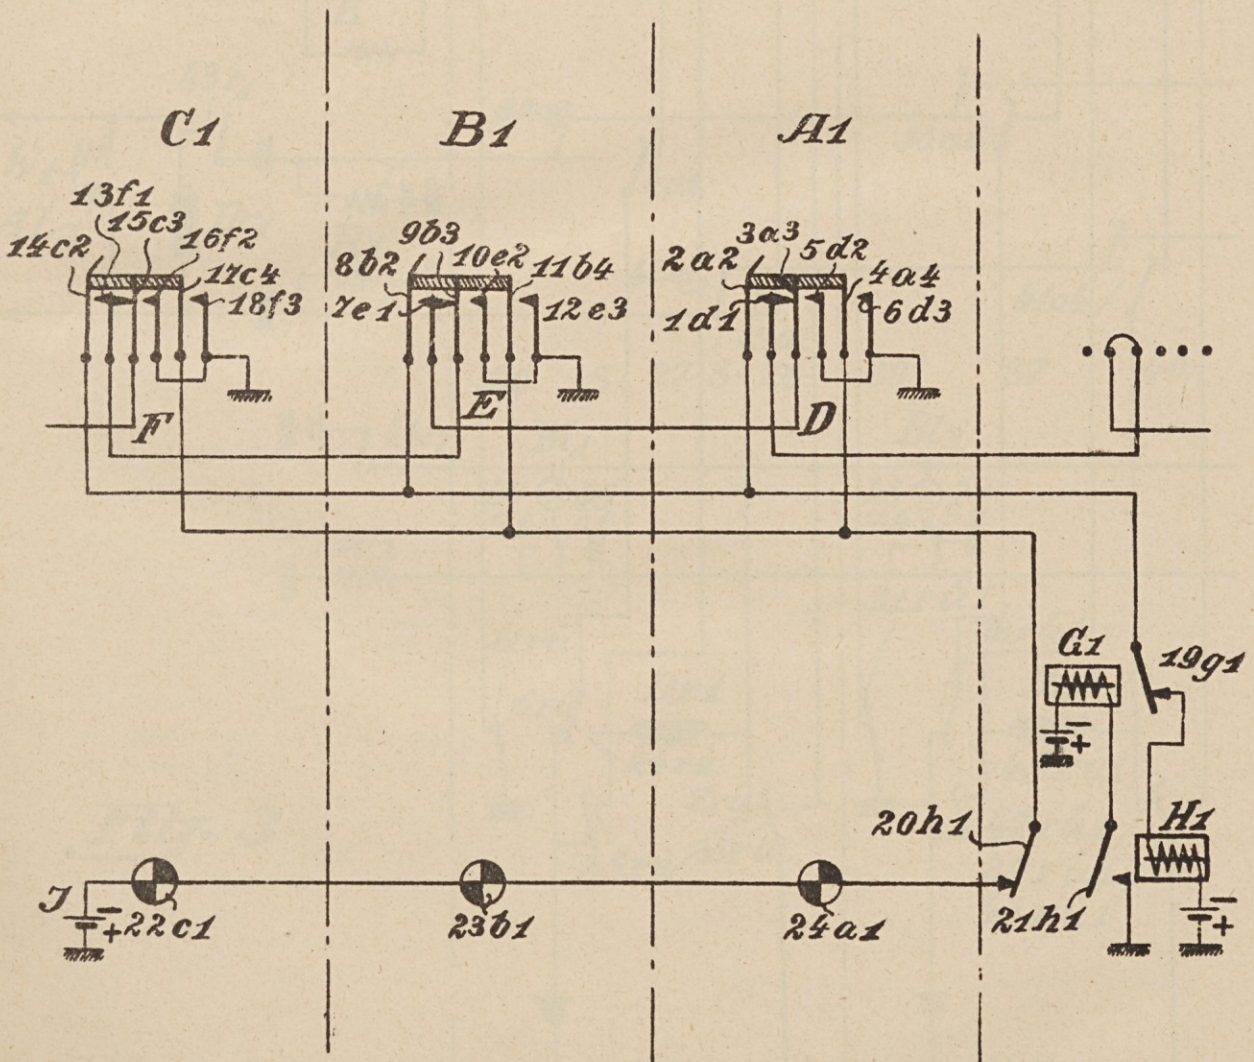 C1
B1
A1
13f1
15c3
14c2
16f2
17c4
18f3
9b3
8b2
10e2
11b4
7e1
12e3
3a3
2a2
5d2
4a4
1d1
6d3
F
E
D
G1
19g1
− +
20h1
H1
J
− +
22c1
23b1
24a1
21h1
− +